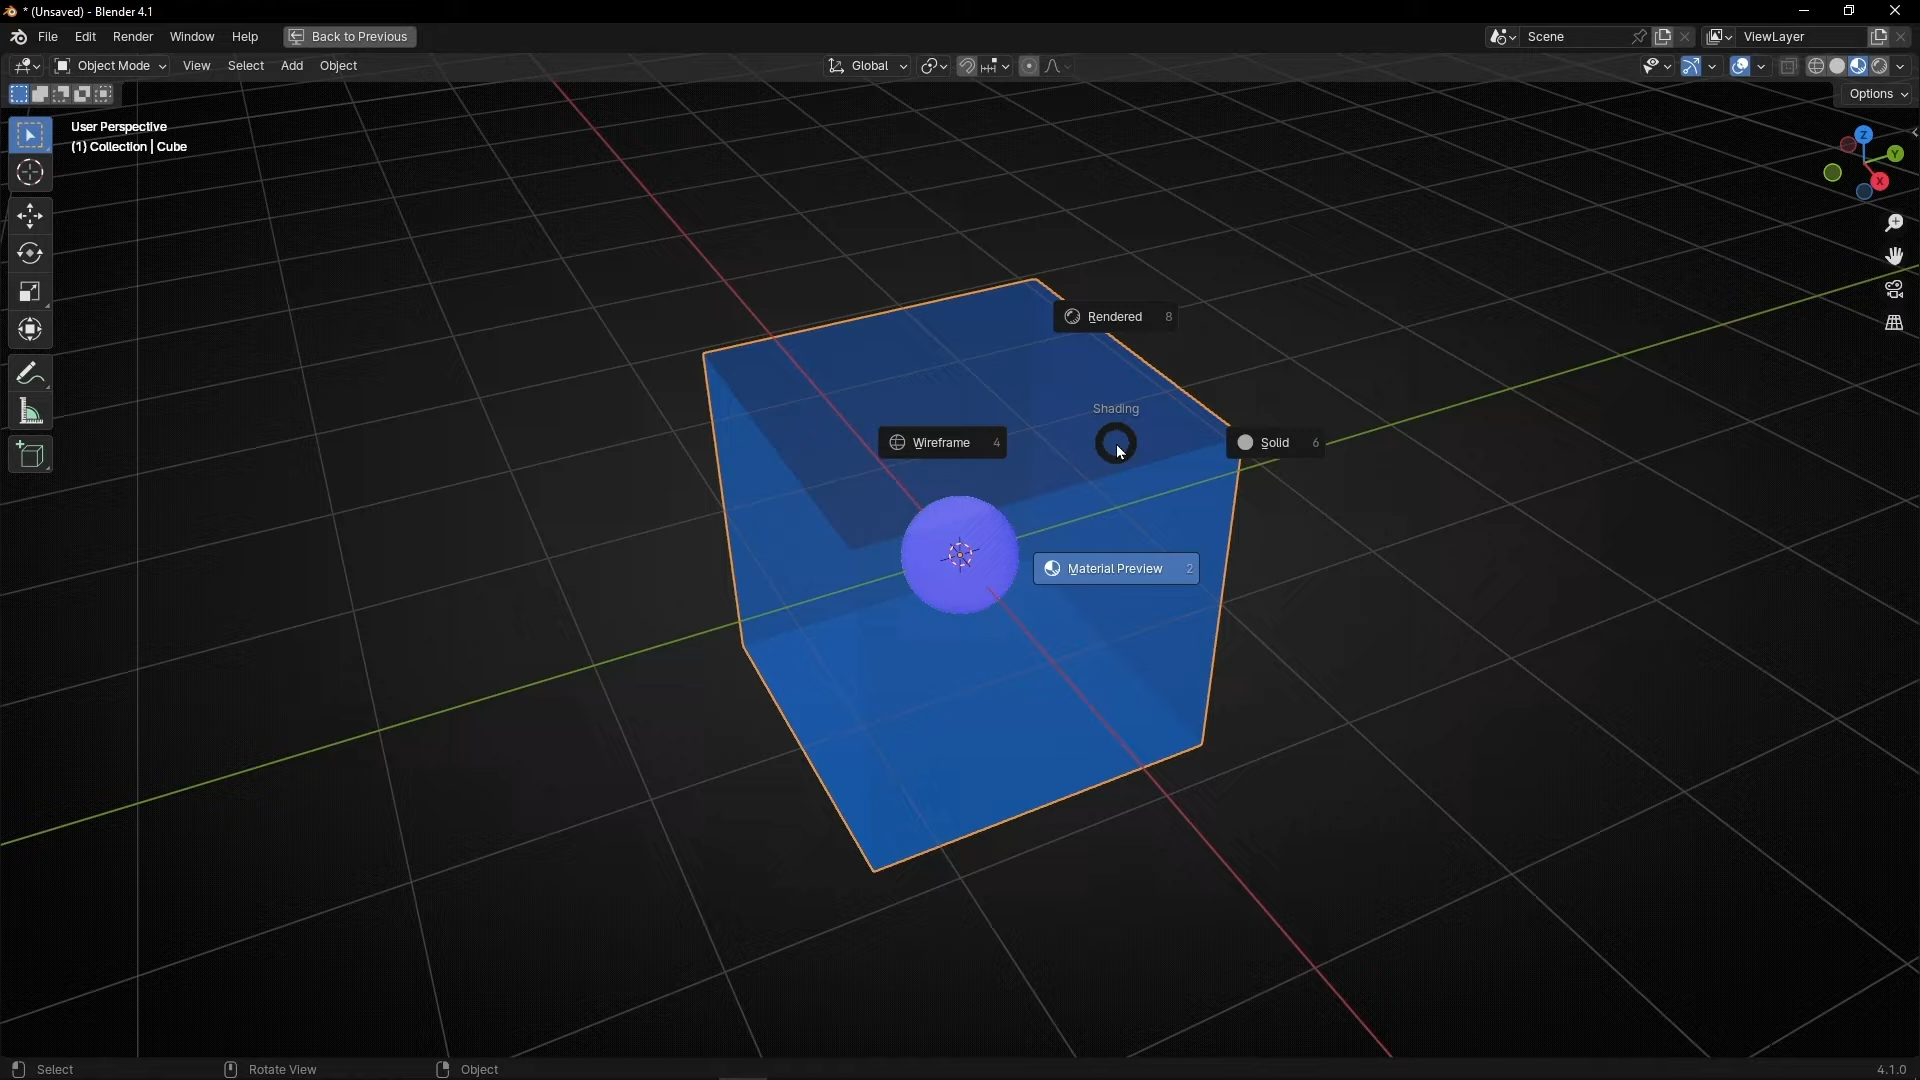 * (Unsaved) - Blender 4.1
File Edit Render Window Help Back to Previous Scene ViewLayer
Object Mode View Select Add Object Global
Options
User Perspective
(1) Collection | Cube
Z
Y
X
Rendered 8
Shading
Wireframe 4
Solid 6
Material Preview 2
Select Rotate View Object 4.1.0